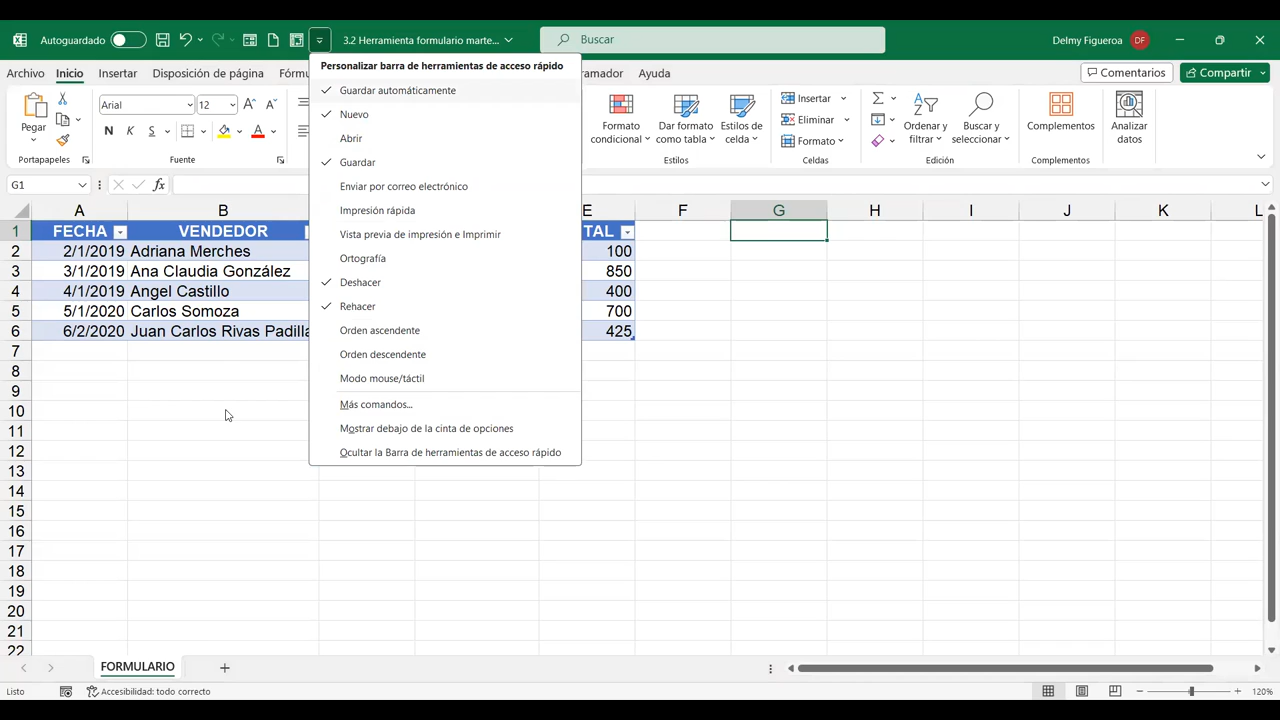 Autoguardado
3.2 Herramienta formulario marte...
Buscar
Delmy Figueroa
DF
Archivo
Inicio
Insertar
Disposición de página
Fórmu
ramador
Ayuda
Comentarios
Compartir
Pegar
Portapapeles
Arial
12
N
K
S
Fuente
Formato
condicional
Dar formato
como tabla
Estilos de
celda
Estilos
Insertar
Eliminar
Formato
Celdas
Ordenar y
filtrar
Buscar y
seleccionar
Edición
Complementos
Complementos
Analizar
datos
Personalizar barra de herramientas de acceso rápido
Guardar automáticamente
Nuevo
Abrir
Guardar
Enviar por correo electrónico
Impresión rápida
Vista previa de impresión e Imprimir
Ortografía
Deshacer
Rehacer
Orden ascendente
Orden descendente
Modo mouse/táctil
Más comandos...
Mostrar debajo de la cinta de opciones
Ocultar la Barra de herramientas de acceso rápido
G1
fx
A B E F G H I J K L
1 FECHA VENDEDOR TAL
2 2/1/2019 Adriana Merches 100
3 3/1/2019 Ana Claudia González 850
4 4/1/2019 Angel Castillo 400
5 5/1/2020 Carlos Somoza 700
6 6/2/2020 Juan Carlos Rivas Padilla 425
7
8
9
10
11
12
13
14
15
16
17
18
19
20
21
22
FORMULARIO
Listo
Accesibilidad: todo correcto
120%